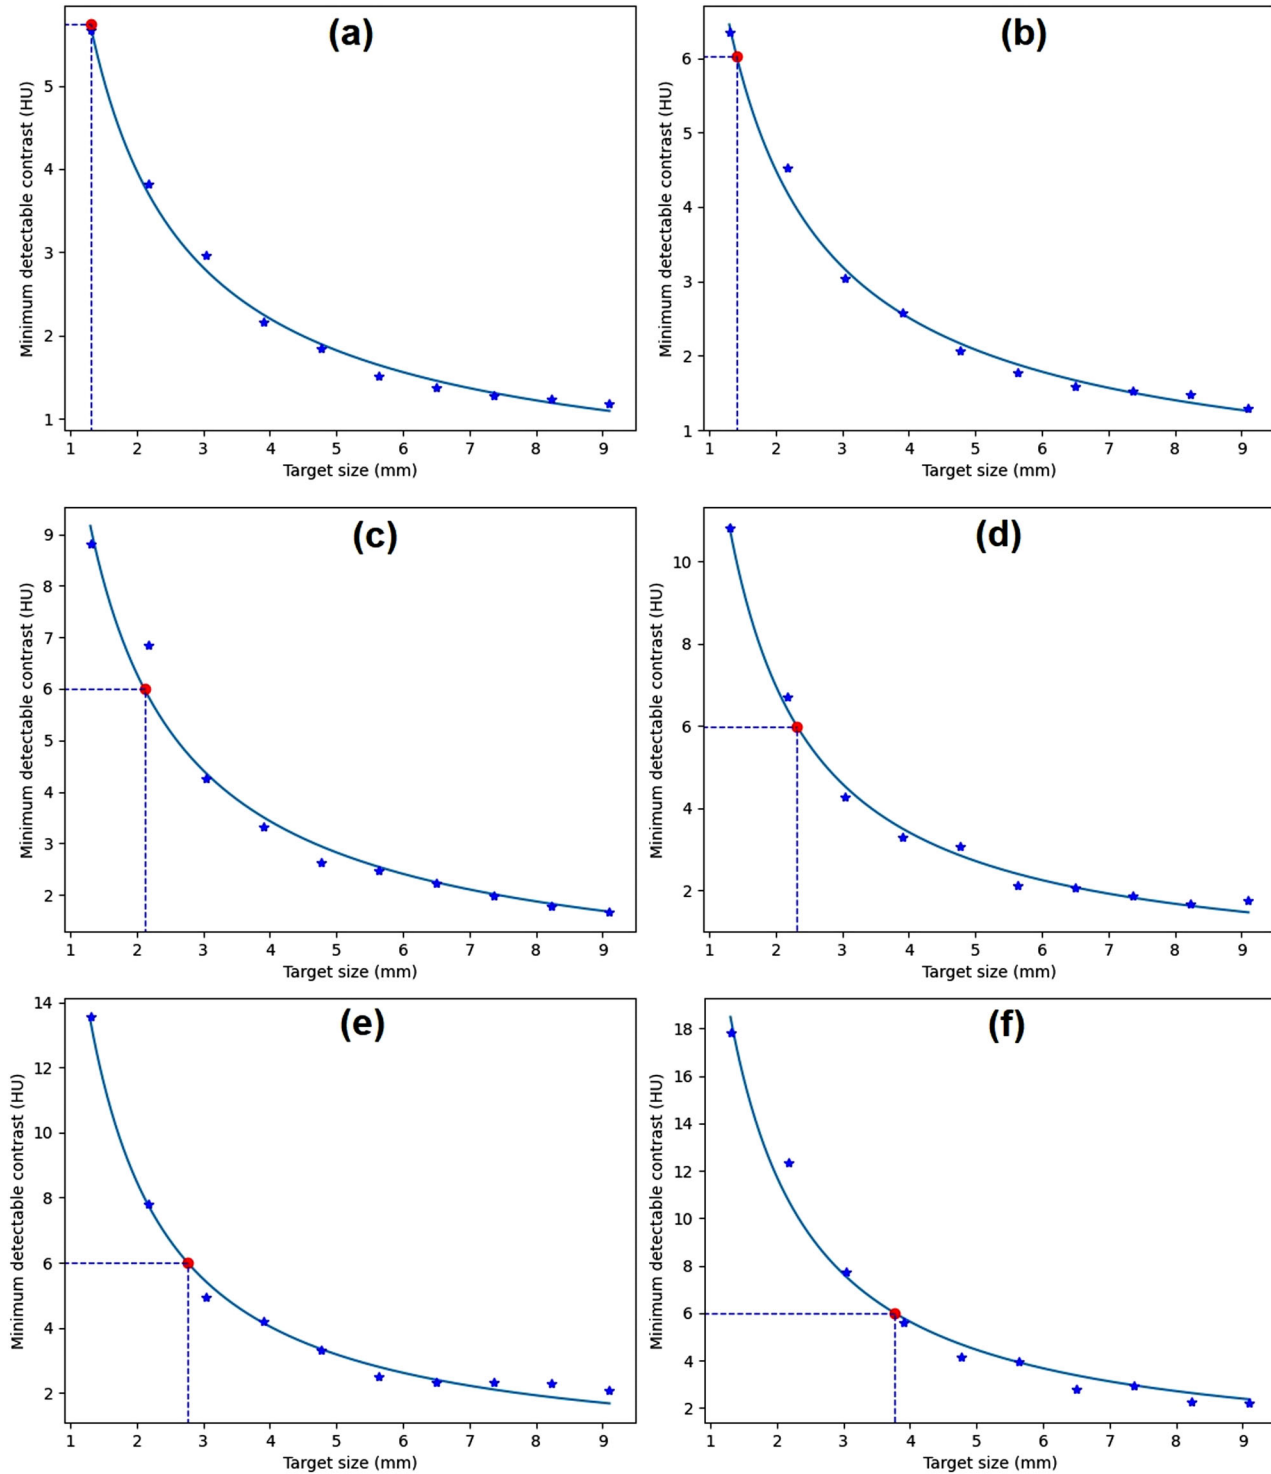 (a)
Minimum detectable contrast (HU)
5
4
3
2
1
1 2 3 4 5 6 7 8 9
Target size (mm)
(b)
Minimum detectable contrast (HU)
6
5
4
3
2
1
1 2 3 4 5 6 7 8 9
Target size (mm)
(c)
Minimum detectable contrast (HU)
9
8
7
6
5
4
3
2
1 2 3 4 5 6 7 8 9
Target size (mm)
(d)
Minimum detectable contrast (HU)
10
8
6
4
2
1 2 3 4 5 6 7 8 9
Target size (mm)
(e)
Minimum detectable contrast (HU)
14
12
10
8
6
4
2
1 2 3 4 5 6 7 8 9
Target size (mm)
(f)
Minimum detectable contrast (HU)
18
16
14
12
10
8
6
4
2
1 2 3 4 5 6 7 8 9
Target size (mm)